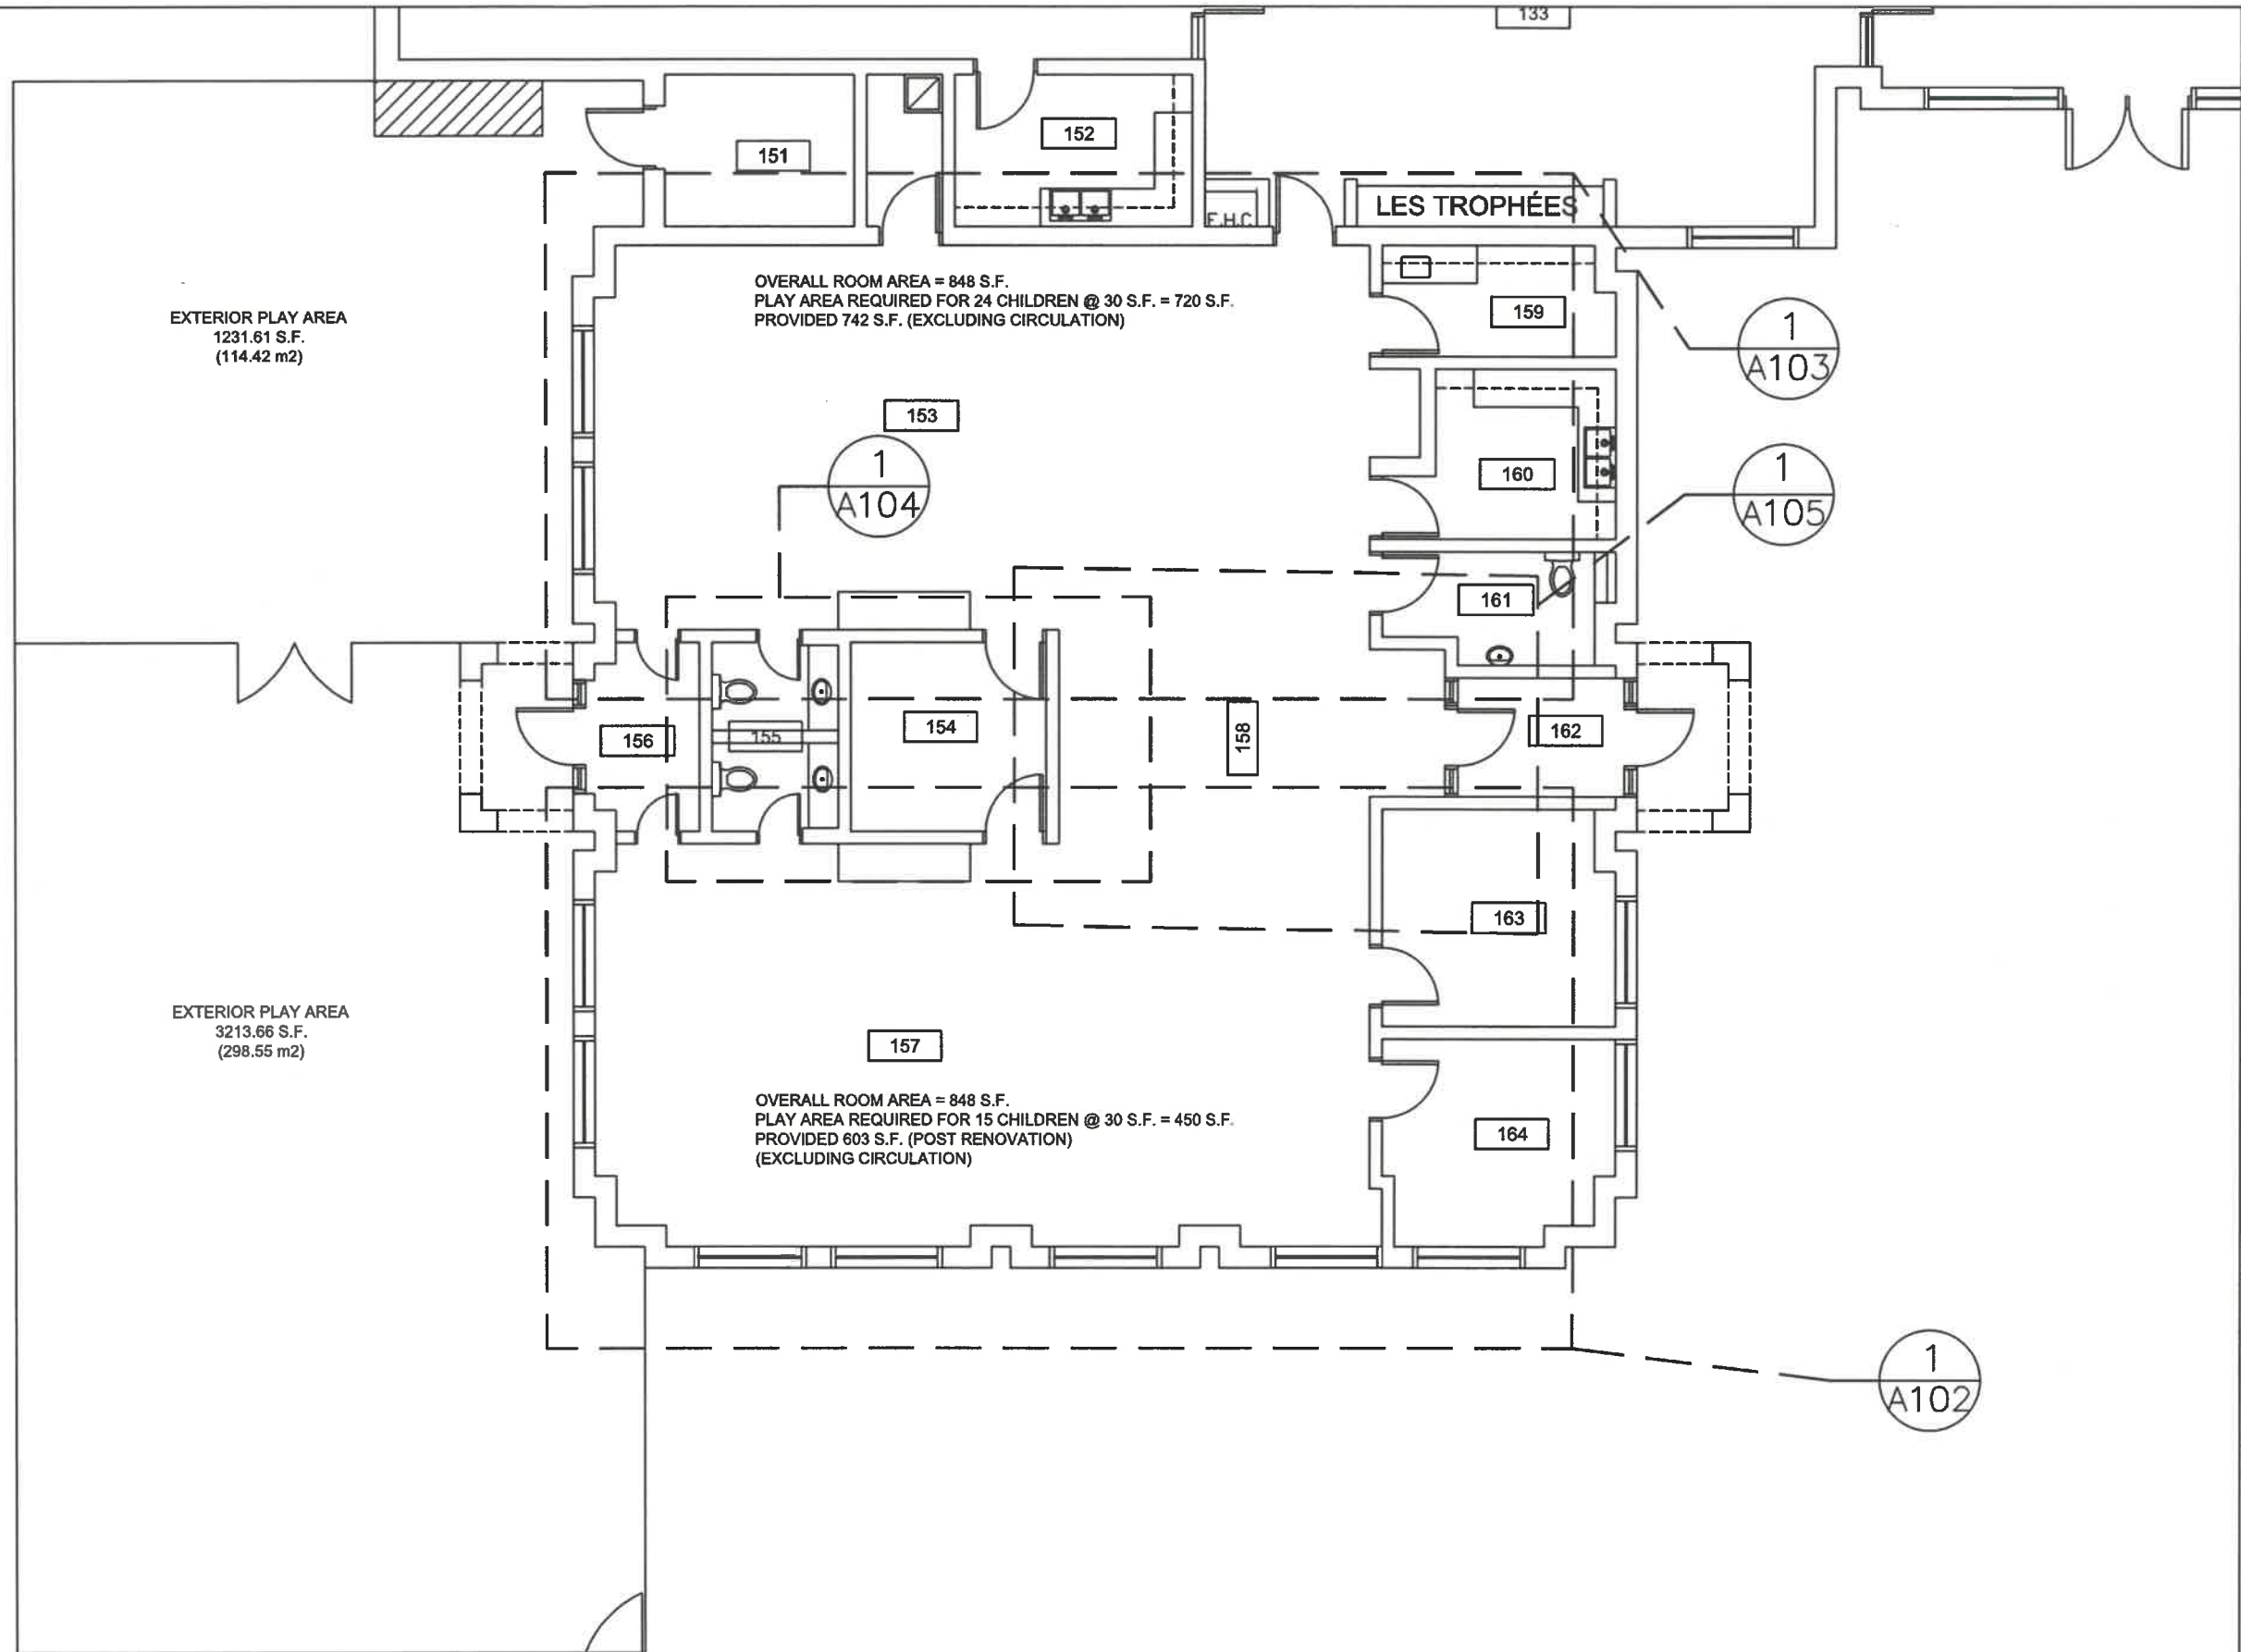 133
152
151
LES TROPHÉES
F.H.C.
OVERALL ROOM AREA = 848 S.F.
PLAY AREA REQUIRED FOR 24 CHILDREN @ 30 S.F. = 720 S.F.
PROVIDED 742 S.F. (EXCLUDING CIRCULATION)
EXTERIOR PLAY AREA
1231.61 S.F.
(114.42 m2)
159
1
A103
153
1
A104
160
1
A105
161
156
155
154
158
162
163
EXTERIOR PLAY AREA
3213.66 S.F.
(298.55 m2)
157
OVERALL ROOM AREA = 848 S.F.
PLAY AREA REQUIRED FOR 15 CHILDREN @ 30 S.F. = 450 S.F.
PROVIDED 603 S.F. (POST RENOVATION)
(EXCLUDING CIRCULATION)
164
1
A102